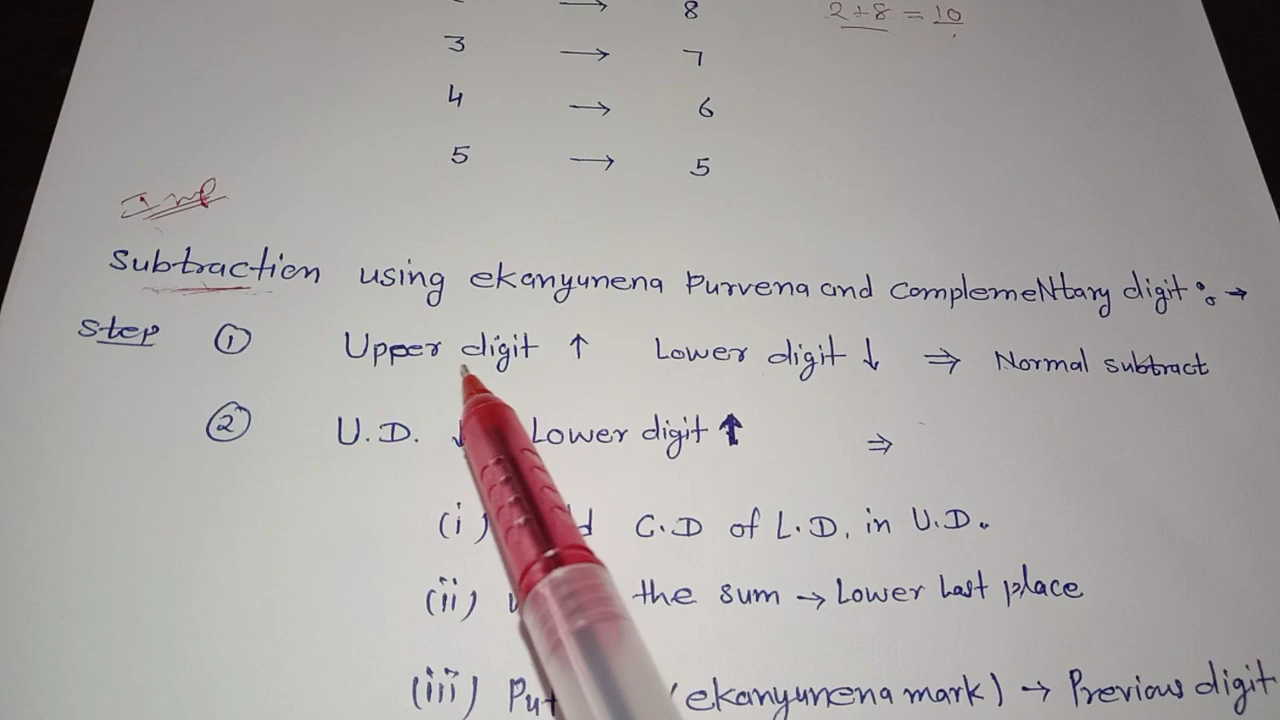 → 8 2+8 = 10
3 → 7
4 → 6
5 → 5
Imp
Subtraction using ekanyunena Purvena and complementary digit :→
Step ① Upper digit ↑ Lower digit ↓ ⇒ Normal subtract
② U.D. Lower digit ↑ ⇒
(i) C.D of L.D. in U.D.
(ii) the sum → Lower Last place
(iii) Put (ekanyunena mark) → Previous digit